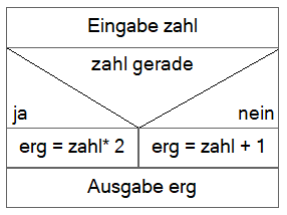 Eingabe zahl
zahl gerade
ja nein
erg = zahl* 2 erg = zahl + 1
Ausgabe erg